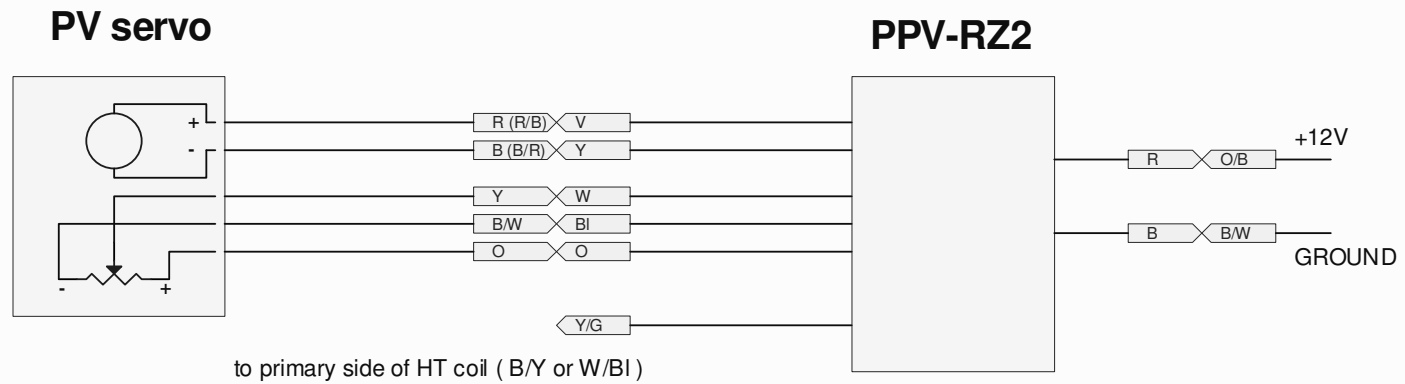 PV servo
PPV-RZ2
+ R (R/B) V
- B (B/R) Y
Y W
B/W Bl
O O
- +
Y/G
to primary side of HT coil ( B/Y or W/Bl )
+12V
R O/B
B B/W
GROUND